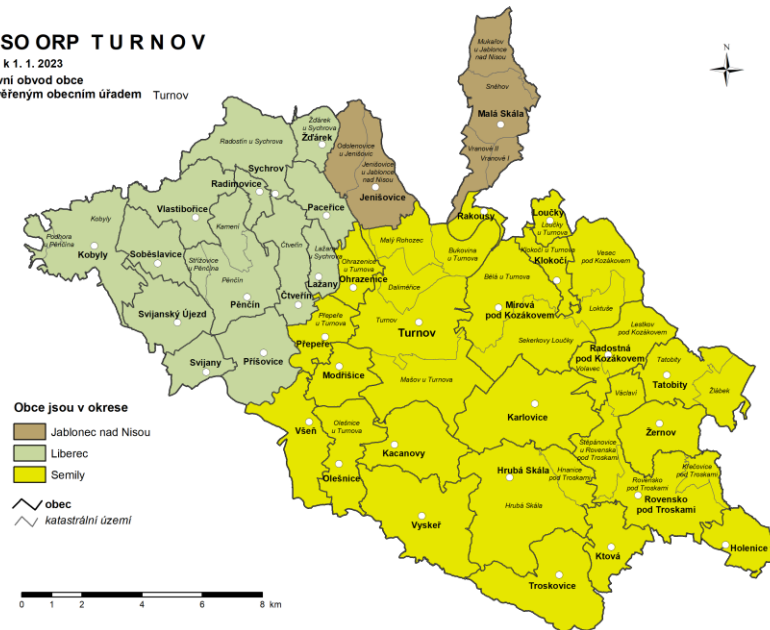 SO ORP TURNOV
k 1. 1. 2023
vní obvod obce
věřeným obecním úřadem Turnov
N
Mukařov
u Jablonce
nad Nisou
Sněhov
Malá Skála
Vranové II
Vranové I
Žďárek
u Sychrova
Žďárek
Radostín u Sychrova
Odolenovice
u Jenišovic
Jenišovice
u Jablonce
nad Nisou
Jenišovice
Sychrov
Radimovice
Paceřice
Vlastibořice
Kobyly
Kamení
Podbora
u Pěnčína
Kobyly
Soběslavice
Střížovice
u Pěnčína
Čtveřín
Lažany
u Sychrova
Lažany
Pěnčín
Pěnčín
Čtveřín
Svijanský Újezd
Svijany
Příšovice
Rakousy
Malý Rohozec
Bukovina
u Turnova
Ohrazenice
u Turnova
Ohrazenice
Daliměřice
Loučky
Loučky
u Turnova
Klokočí u Turnova
Klokočí
Vesec
pod Kozákovem
Bělá u Turnova
Mírová
pod Kozákovem
Loktuše
Lestkov
pod Kozákovem
Přepeře
u Turnova
Přepeře
Turnov
Turnov
Sekerkovy Loučky
Radostná
pod Kozákovem
Volavec
Tatobity
Tatobity
Žlábek
Modřišice
Mašov u Turnova
Václaví
Karlovice
Všeň
Olešnice
u Turnova
Olešnice
Kacanovy
Žernov
Štěpánovice
u Rovenska
pod Troskami
Hrubá Skála
Hnanice
pod Troskami
Hrubá Skála
Křečovice
pod Troskami
Rovensko
pod Troskami
Rovensko
pod Troskami
Vyskeř
Ktová
Holenice
Troskovice
Obce jsou v okrese
Jablonec nad Nisou
Liberec
Semily
obec
katastrální území
0 1 2 4 6 8 km